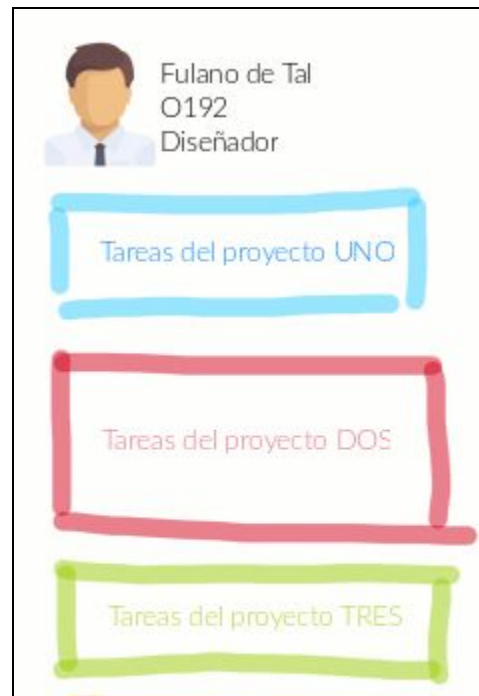 Fulano de Tal
O192
Diseñador
Tareas del proyecto UNO
Tareas del proyecto DOS
Tareas del proyecto TRES